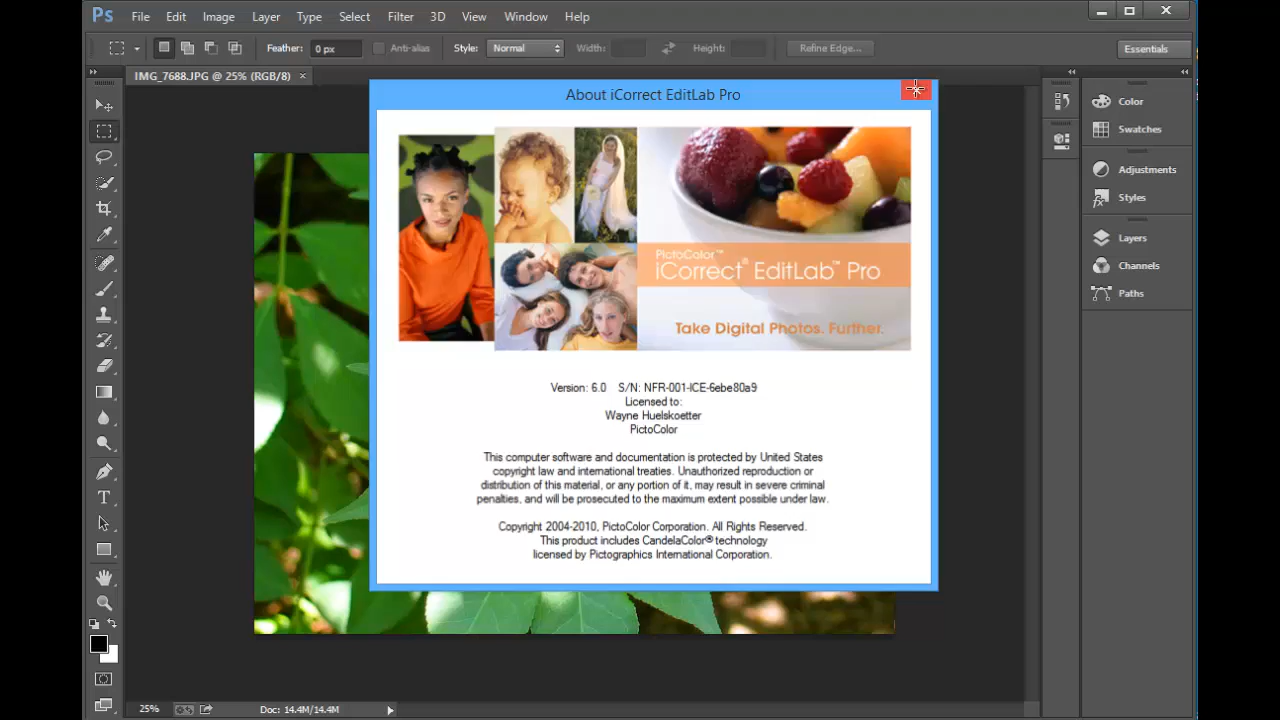 Ps File Edit Image Layer Type Select Filter 3D View Window Help
Feather: 0 px Anti-alias Style: Normal Width: Height: Refine Edge... Essentials
IMG_7688.JPG @ 25% (RGB/8) ×
About iCorrect EditLab Pro
PictoColor™
iCorrect® EditLab™ Pro
Take Digital Photos. Further.
Version: 6.0 S/N: NFR-001-ICE-6ebe80a9
Licensed to:
Wayne Huelskoetter
PictoColor
This computer software and documentation is protected by United States
copyright law and international treaties. Unauthorized reproduction or
distribution of this material, or any portion of it, may result in severe criminal
penalties, and will be prosecuted to the maximum extent possible under law.
Copyright 2004-2010, PictoColor Corporation. All Rights Reserved.
This product includes CandelaColor® technology
licensed by Pictographics International Corporation.
Color
Swatches
Adjustments
Styles
Layers
Channels
Paths
25% Doc: 14.4M/14.4M